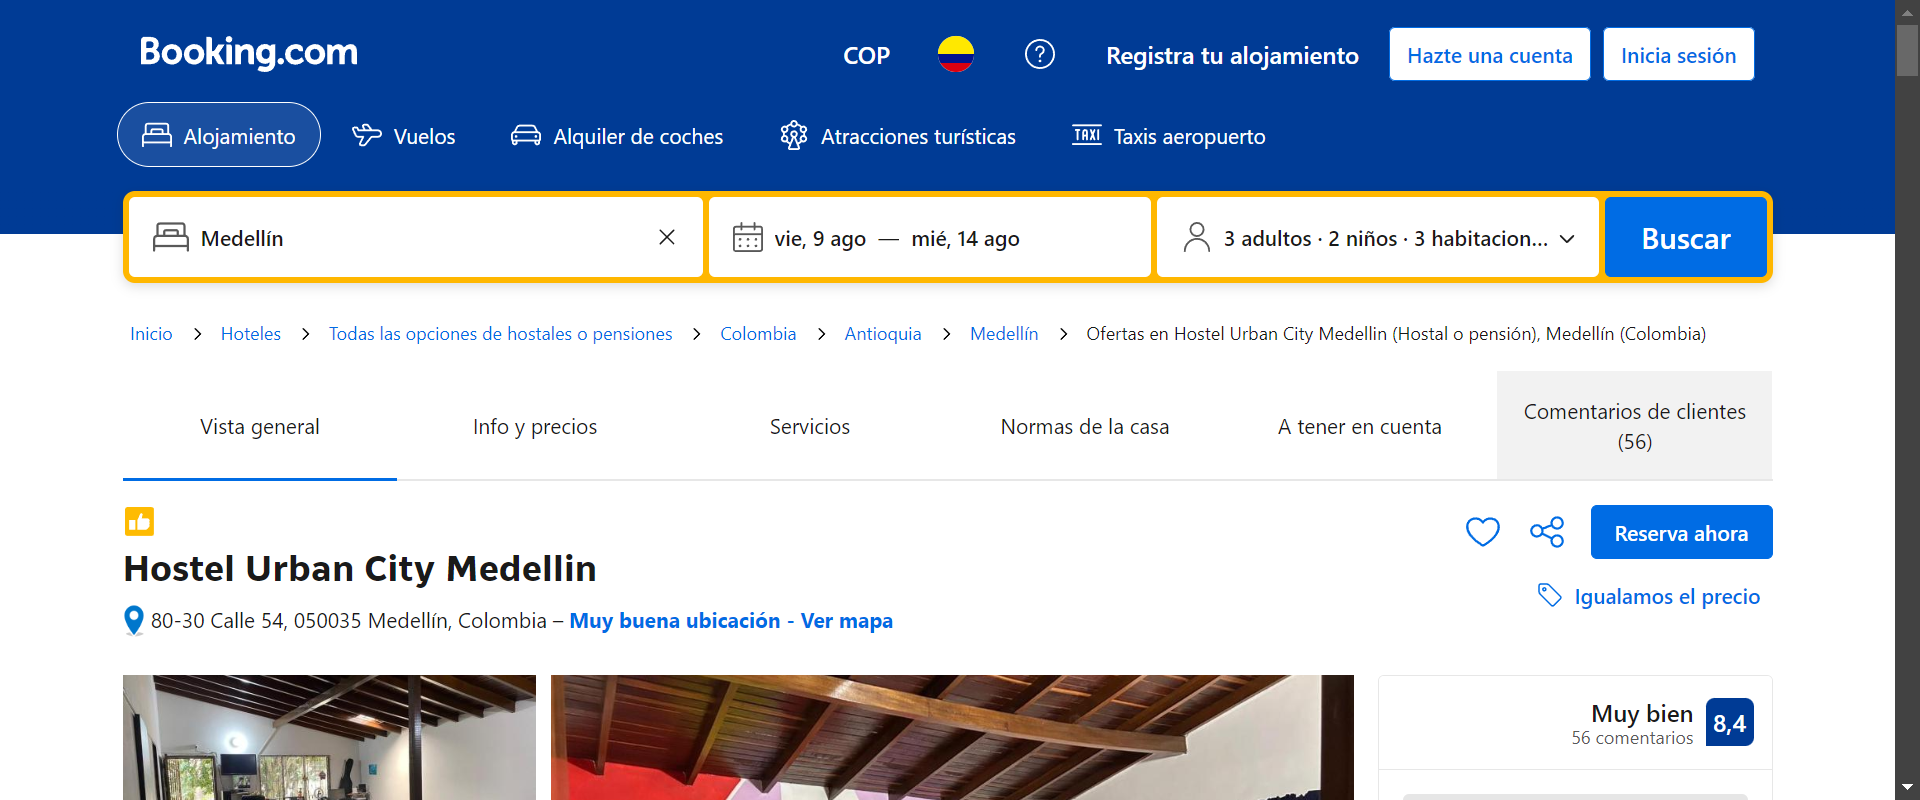 Booking.com
COP
Registra tu alojamiento
Hazte una cuenta
Inicia sesión
Alojamiento
Vuelos
Alquiler de coches
Atracciones turísticas
TAXI
Taxis aeropuerto
Medellín
vie, 9 ago — mié, 14 ago
3 adultos · 2 niños · 3 habitacion...
Buscar
Inicio
Hoteles
Todas las opciones de hostales o pensiones
Colombia
Antioquia
Medellín
Ofertas en Hostel Urban City Medellin (Hostal o pensión), Medellín (Colombia)
Vista general
Info y precios
Servicios
Normas de la casa
A tener en cuenta
Comentarios de clientes
(56)
Reserva ahora
Hostel Urban City Medellin
Igualamos el precio
80-30 Calle 54, 050035 Medellín, Colombia – Muy buena ubicación - Ver mapa
Muy bien
8,4
56 comentarios